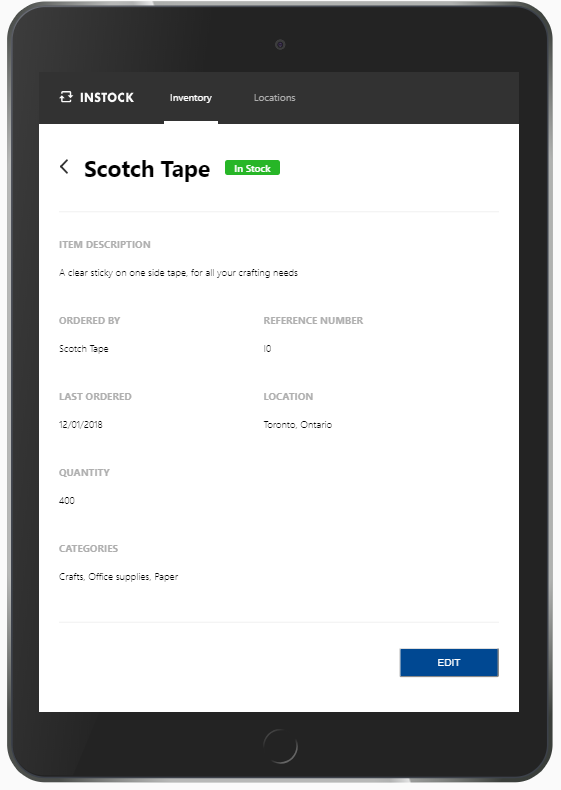 INSTOCK Inventory Locations
Scotch Tape In Stock
ITEM DESCRIPTION
A clear sticky on one side tape, for all your crafting needs
ORDERED BY REFERENCE NUMBER
Scotch Tape I0
LAST ORDERED LOCATION
12/01/2018 Toronto, Ontario
QUANTITY
400
CATEGORIES
Crafts, Office supplies, Paper
EDIT